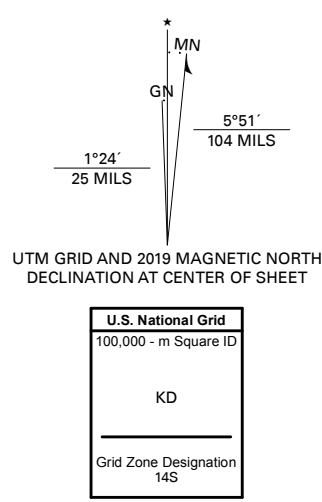 ★
MN
GN
5°51´
104 MILS
1°24´
25 MILS
UTM GRID AND 2019 MAGNETIC NORTH
DECLINATION AT CENTER OF SHEET
U.S. National Grid
100,000 - m Square ID
KD
Grid Zone Designation
14S